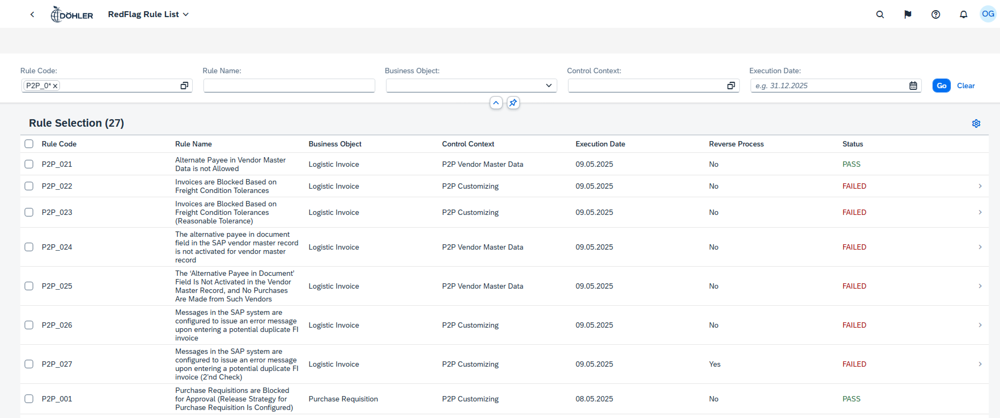 DÖHLER
RedFlag Rule List
OG
Rule Code:
Rule Name:
Business Object:
Control Context:
Execution Date:
P2P_0*
e.g. 31.12.2025
Go
Clear
Rule Selection (27)
Rule Code
Rule Name
Business Object
Control Context
Execution Date
Reverse Process
Status
P2P_021
Alternate Payee in Vendor Master
Data is not Allowed
Logistic Invoice
P2P Vendor Master Data
09.05.2025
No
PASS
P2P_022
Invoices are Blocked Based on
Freight Condition Tolerances
Logistic Invoice
P2P Customizing
09.05.2025
No
FAILED
P2P_023
Invoices are Blocked Based on
Freight Condition Tolerances
(Reasonable Tolerance)
Logistic Invoice
P2P Customizing
09.05.2025
No
FAILED
P2P_024
The alternative payee in document
field in the SAP vendor master record
is not activated for vendor master
record
Logistic Invoice
P2P Vendor Master Data
09.05.2025
No
FAILED
P2P_025
The ‘Alternative Payee in Document’
Field Is Not Activated in the Vendor
Master Record, and No Purchases
Are Made from Such Vendors
Logistic Invoice
P2P Vendor Master Data
09.05.2025
No
FAILED
P2P_026
Messages in the SAP system are
configured to issue an error message
upon entering a potential duplicate FI
invoice
Logistic Invoice
P2P Customizing
09.05.2025
No
FAILED
P2P_027
Messages in the SAP system are
configured to issue an error message
upon entering a potential duplicate FI
invoice (2'nd Check)
Logistic Invoice
P2P Customizing
09.05.2025
Yes
FAILED
P2P_001
Purchase Requisitions are Blocked
for Approval (Release Strategy for
Purchase Requisition Is Configured)
Purchase Requisition
P2P Customizing
08.05.2025
No
PASS